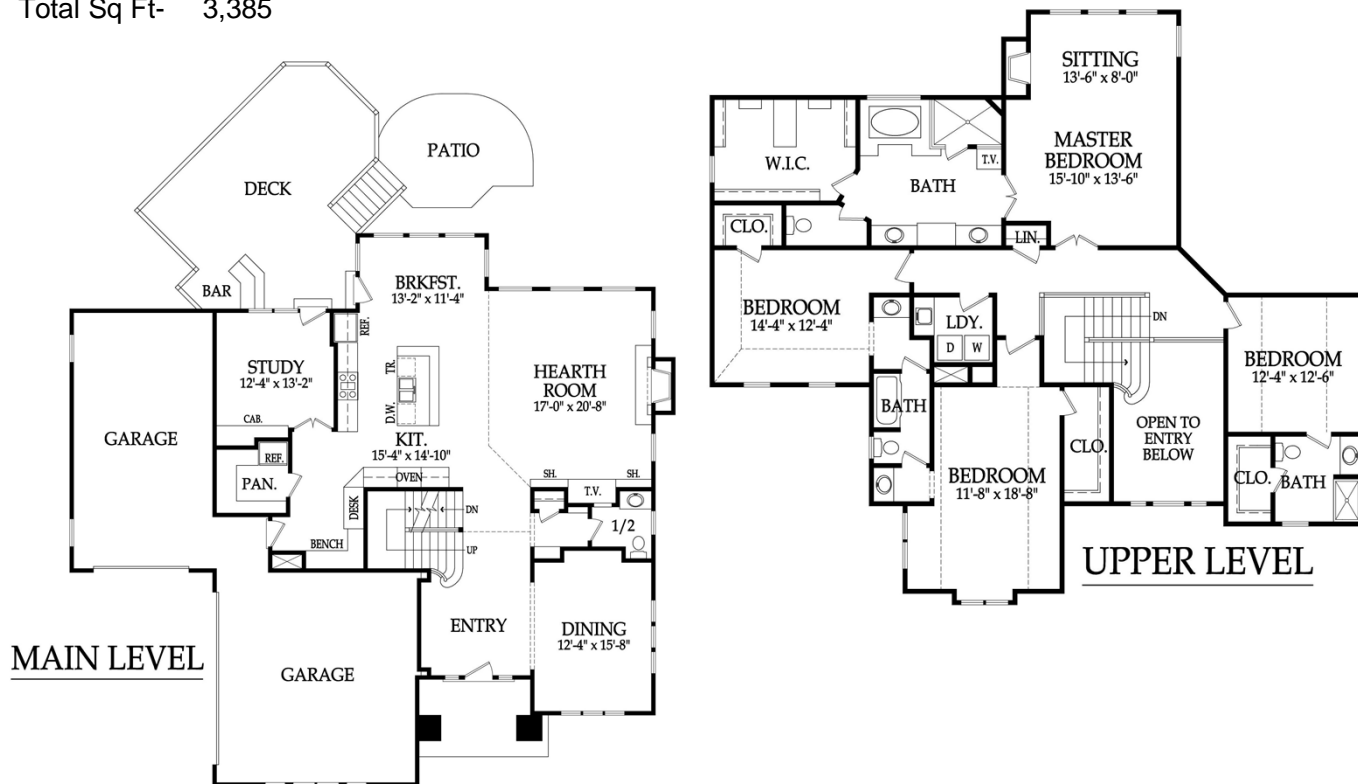 Total Sq Ft- 3,385
PATIO
DECK
BAR
BRKFST.
13'-2" x 11'-4"
REF.
STUDY
12'-4" x 13'-2"
CAB.
TR.
D.W.
HEARTH
ROOM
17'-0" x 20'-8"
GARAGE
KIT.
15'-4" x 14'-10"
REF.
PAN.
OVEN
DESK
BENCH
SH.
T.V.
SH.
DN
UP
1/2
ENTRY
DINING
12'-4" x 15'-8"
GARAGE
MAIN LEVEL
SITTING
13'-6" x 8'-0"
MASTER
BEDROOM
15'-10" x 13'-6"
W.I.C.
T.V.
BATH
CLO.
LIN.
BEDROOM
14'-4" x 12'-4"
LDY.
D
W
DN
BEDROOM
12'-4" x 12'-6"
BATH
OPEN TO
ENTRY
BELOW
CLO.
BEDROOM
11'-8" x 18'-8"
CLO.
BATH
UPPER LEVEL